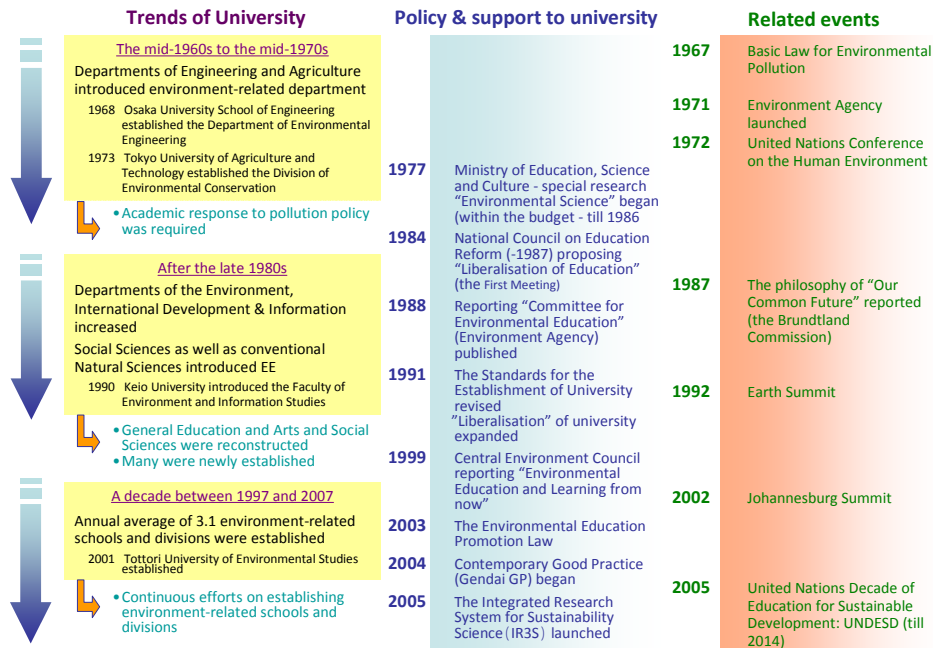 Trends of University
The mid-1960s to the mid-1970s
Departments of Engineering and Agriculture
introduced environment-related department
1968 Osaka University School of Engineering
established the Department of Environmental
Engineering
1973 Tokyo University of Agriculture and
Technology established the Division of
Environmental Conservation
• Academic response to pollution policy
was required
After the late 1980s
Departments of the Environment,
International Development & Information
increased
Social Sciences as well as conventional
Natural Sciences introduced EE
1990 Keio University introduced the Faculty of
Environment and Information Studies
• General Education and Arts and Social
Sciences were reconstructed
• Many were newly established
A decade between 1997 and 2007
Annual average of 3.1 environment-related
schools and divisions were established
2001 Tottori University of Environmental Studies
established
• Continuous efforts on establishing
environment-related schools and
divisions
Policy & support to university
1977 Ministry of Education, Science
and Culture - special research
“Environmental Science” began
(within the budget - till 1986
1984 National Council on Education
Reform (-1987) proposing
“Liberalisation of Education”
(the First Meeting)
1988 Reporting “Committee for
Environmental Education”
(Environment Agency)
published
1991 The Standards for the
Establishment of University
revised
”Liberalisation” of university
expanded
1999 Central Environment Council
reporting “Environmental
Education and Learning from
now”
2003 The Environmental Education
Promotion Law
2004 Contemporary Good Practice
(Gendai GP) began
2005 The Integrated Research
System for Sustainability
Science(IR3S) launched
Related events
1967 Basic Law for Environmental
Pollution
1971 Environment Agency
launched
1972 United Nations Conference
on the Human Environment
1987 The philosophy of “Our
Common Future” reported
(the Brundtland
Commission)
1992 Earth Summit
2002 Johannesburg Summit
2005 United Nations Decade of
Education for Sustainable
Development: UNDESD (till
2014)